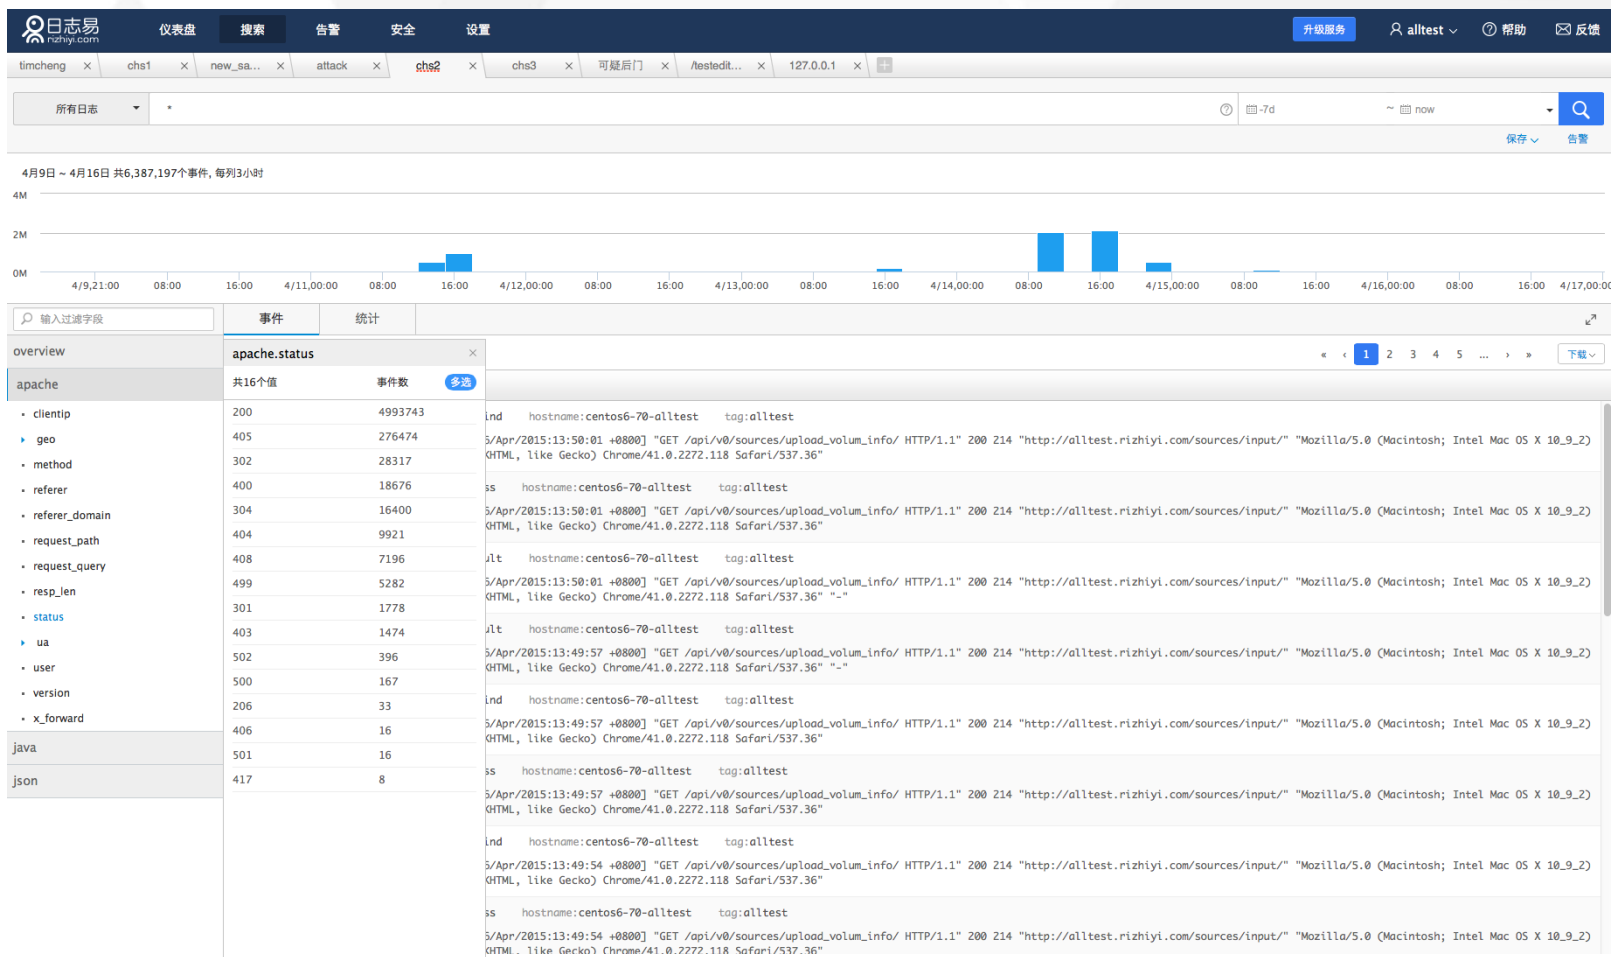 日志易
rizhiyi.com
仪表盘 搜索 告警 安全 设置
升级服务 alltest 帮助 反馈
timcheng × chs1 × new_sa... × attack × chs2 × chs3 × 可疑后门 × /testedit... × 127.0.0.1 ×
所有日志 * -7d ~ now
保存 告警
4月9日 ~ 4月16日 共6,387,197个事件, 每列3小时
4M
2M
0M
4/9,21:00 08:00 16:00 4/11,00:00 08:00 16:00 4/12,00:00 08:00 16:00 4/13,00:00 08:00 16:00 4/14,00:00 08:00 16:00 4/15,00:00 08:00 16:00 4/16,00:00 08:00 16:00 4/17,00:00
输入过滤字段 事件 统计
« ‹ 1 2 3 4 5 ... › » 下载
overview
apache
clientip
geo
method
referer
referer_domain
request_path
request_query
resp_len
status
ua
user
version
x_forward
java
json
apache.status ×
共16个值 事件数 多选
200 4993743
405 276474
302 28317
400 18676
304 16400
404 9921
408 7196
499 5282
301 1778
403 1474
502 396
500 167
206 33
406 16
501 16
417 8
ind hostname:centos6-70-alltest tag:alltest
/Apr/2015:13:50:01 +0800] "GET /api/v0/sources/upload_volum_info/ HTTP/1.1" 200 214 "http://alltest.rizhiyi.com/sources/input/" "Mozilla/5.0 (Macintosh; Intel Mac OS X 10_9_2)
KHTML, like Gecko) Chrome/41.0.2272.118 Safari/537.36"
ss hostname:centos6-70-alltest tag:alltest
/Apr/2015:13:50:01 +0800] "GET /api/v0/sources/upload_volum_info/ HTTP/1.1" 200 214 "http://alltest.rizhiyi.com/sources/input/" "Mozilla/5.0 (Macintosh; Intel Mac OS X 10_9_2)
KHTML, like Gecko) Chrome/41.0.2272.118 Safari/537.36"
ult hostname:centos6-70-alltest tag:alltest
/Apr/2015:13:50:01 +0800] "GET /api/v0/sources/upload_volum_info/ HTTP/1.1" 200 214 "http://alltest.rizhiyi.com/sources/input/" "Mozilla/5.0 (Macintosh; Intel Mac OS X 10_9_2)
KHTML, like Gecko) Chrome/41.0.2272.118 Safari/537.36" "-"
ult hostname:centos6-70-alltest tag:alltest
/Apr/2015:13:49:57 +0800] "GET /api/v0/sources/upload_volum_info/ HTTP/1.1" 200 214 "http://alltest.rizhiyi.com/sources/input/" "Mozilla/5.0 (Macintosh; Intel Mac OS X 10_9_2)
KHTML, like Gecko) Chrome/41.0.2272.118 Safari/537.36" "-"
ind hostname:centos6-70-alltest tag:alltest
/Apr/2015:13:49:57 +0800] "GET /api/v0/sources/upload_volum_info/ HTTP/1.1" 200 214 "http://alltest.rizhiyi.com/sources/input/" "Mozilla/5.0 (Macintosh; Intel Mac OS X 10_9_2)
KHTML, like Gecko) Chrome/41.0.2272.118 Safari/537.36"
ss hostname:centos6-70-alltest tag:alltest
/Apr/2015:13:49:57 +0800] "GET /api/v0/sources/upload_volum_info/ HTTP/1.1" 200 214 "http://alltest.rizhiyi.com/sources/input/" "Mozilla/5.0 (Macintosh; Intel Mac OS X 10_9_2)
KHTML, like Gecko) Chrome/41.0.2272.118 Safari/537.36"
ind hostname:centos6-70-alltest tag:alltest
/Apr/2015:13:49:54 +0800] "GET /api/v0/sources/upload_volum_info/ HTTP/1.1" 200 214 "http://alltest.rizhiyi.com/sources/input/" "Mozilla/5.0 (Macintosh; Intel Mac OS X 10_9_2)
KHTML, like Gecko) Chrome/41.0.2272.118 Safari/537.36"
ss hostname:centos6-70-alltest tag:alltest
/Apr/2015:13:49:54 +0800] "GET /api/v0/sources/upload_volum_info/ HTTP/1.1" 200 214 "http://alltest.rizhiyi.com/sources/input/" "Mozilla/5.0 (Macintosh; Intel Mac OS X 10_9_2)
KHTML, like Gecko) Chrome/41.0.2272.118 Safari/537.36"